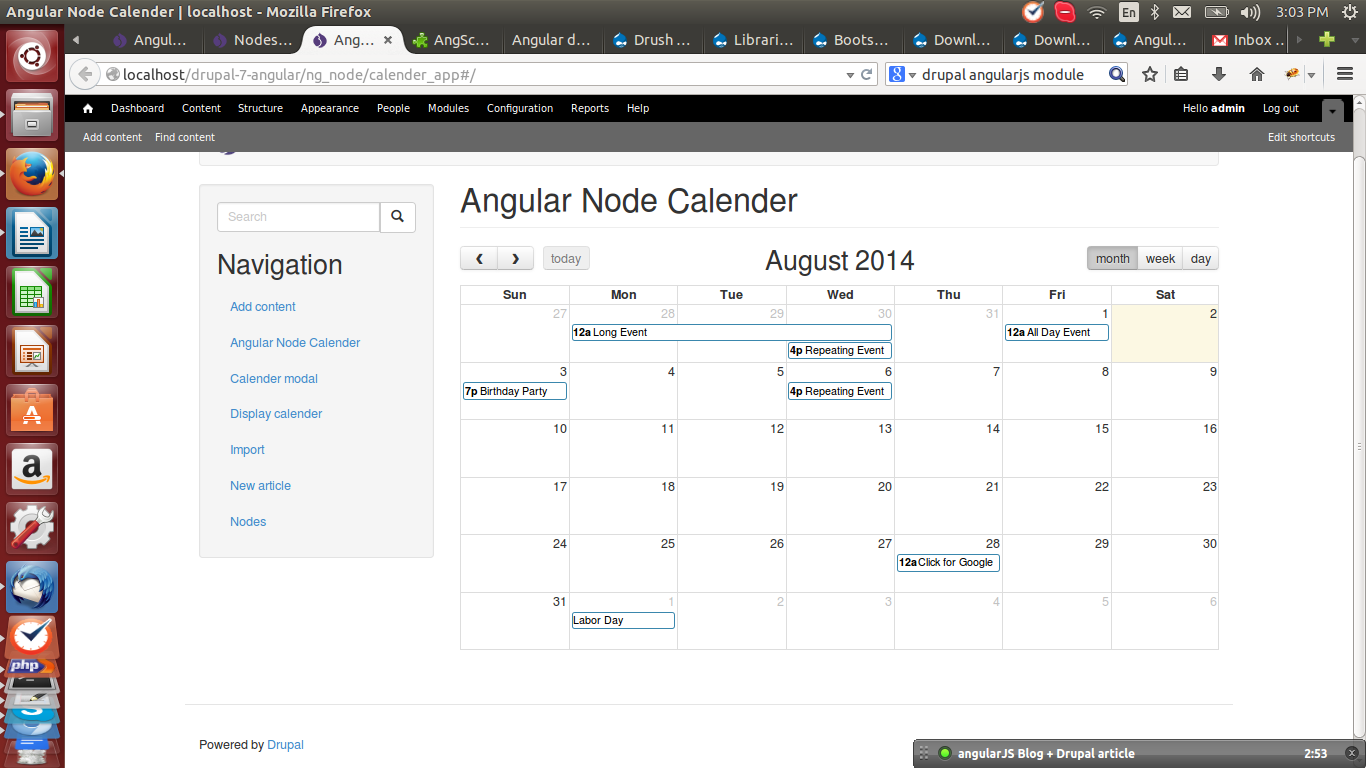 Angular Node Calender | localhost - Mozilla Firefox
En
3:03 PM
Angul...
Nodes...
Ang...
AngSc...
Angular d...
Drush ...
Librari...
Boots...
Downl...
Downl...
Angul...
Inbox ...
localhost/drupal-7-angular/ng_node/calender_app#/
drupal angularjs module
Dashboard Content Structure Appearance People Modules Configuration Reports Help
Hello admin Log out
Add content Find content
Edit shortcuts
Search
Navigation
Add content
Angular Node Calender
Calender modal
Display calender
Import
New article
Nodes
Angular Node Calender
today
August 2014
month week day
Sun Mon Tue Wed Thu Fri Sat
27 28 29 30 31 1 2
12a Long Event
12a All Day Event
4p Repeating Event
3 4 5 6 7 8 9
7p Birthday Party
4p Repeating Event
10 11 12 13 14 15 16
17 18 19 20 21 22 23
24 25 26 27 28 29 30
12a Click for Google
31 1 2 3 4 5 6
Labor Day
Powered by Drupal
php
angularJS Blog + Drupal article
2:53